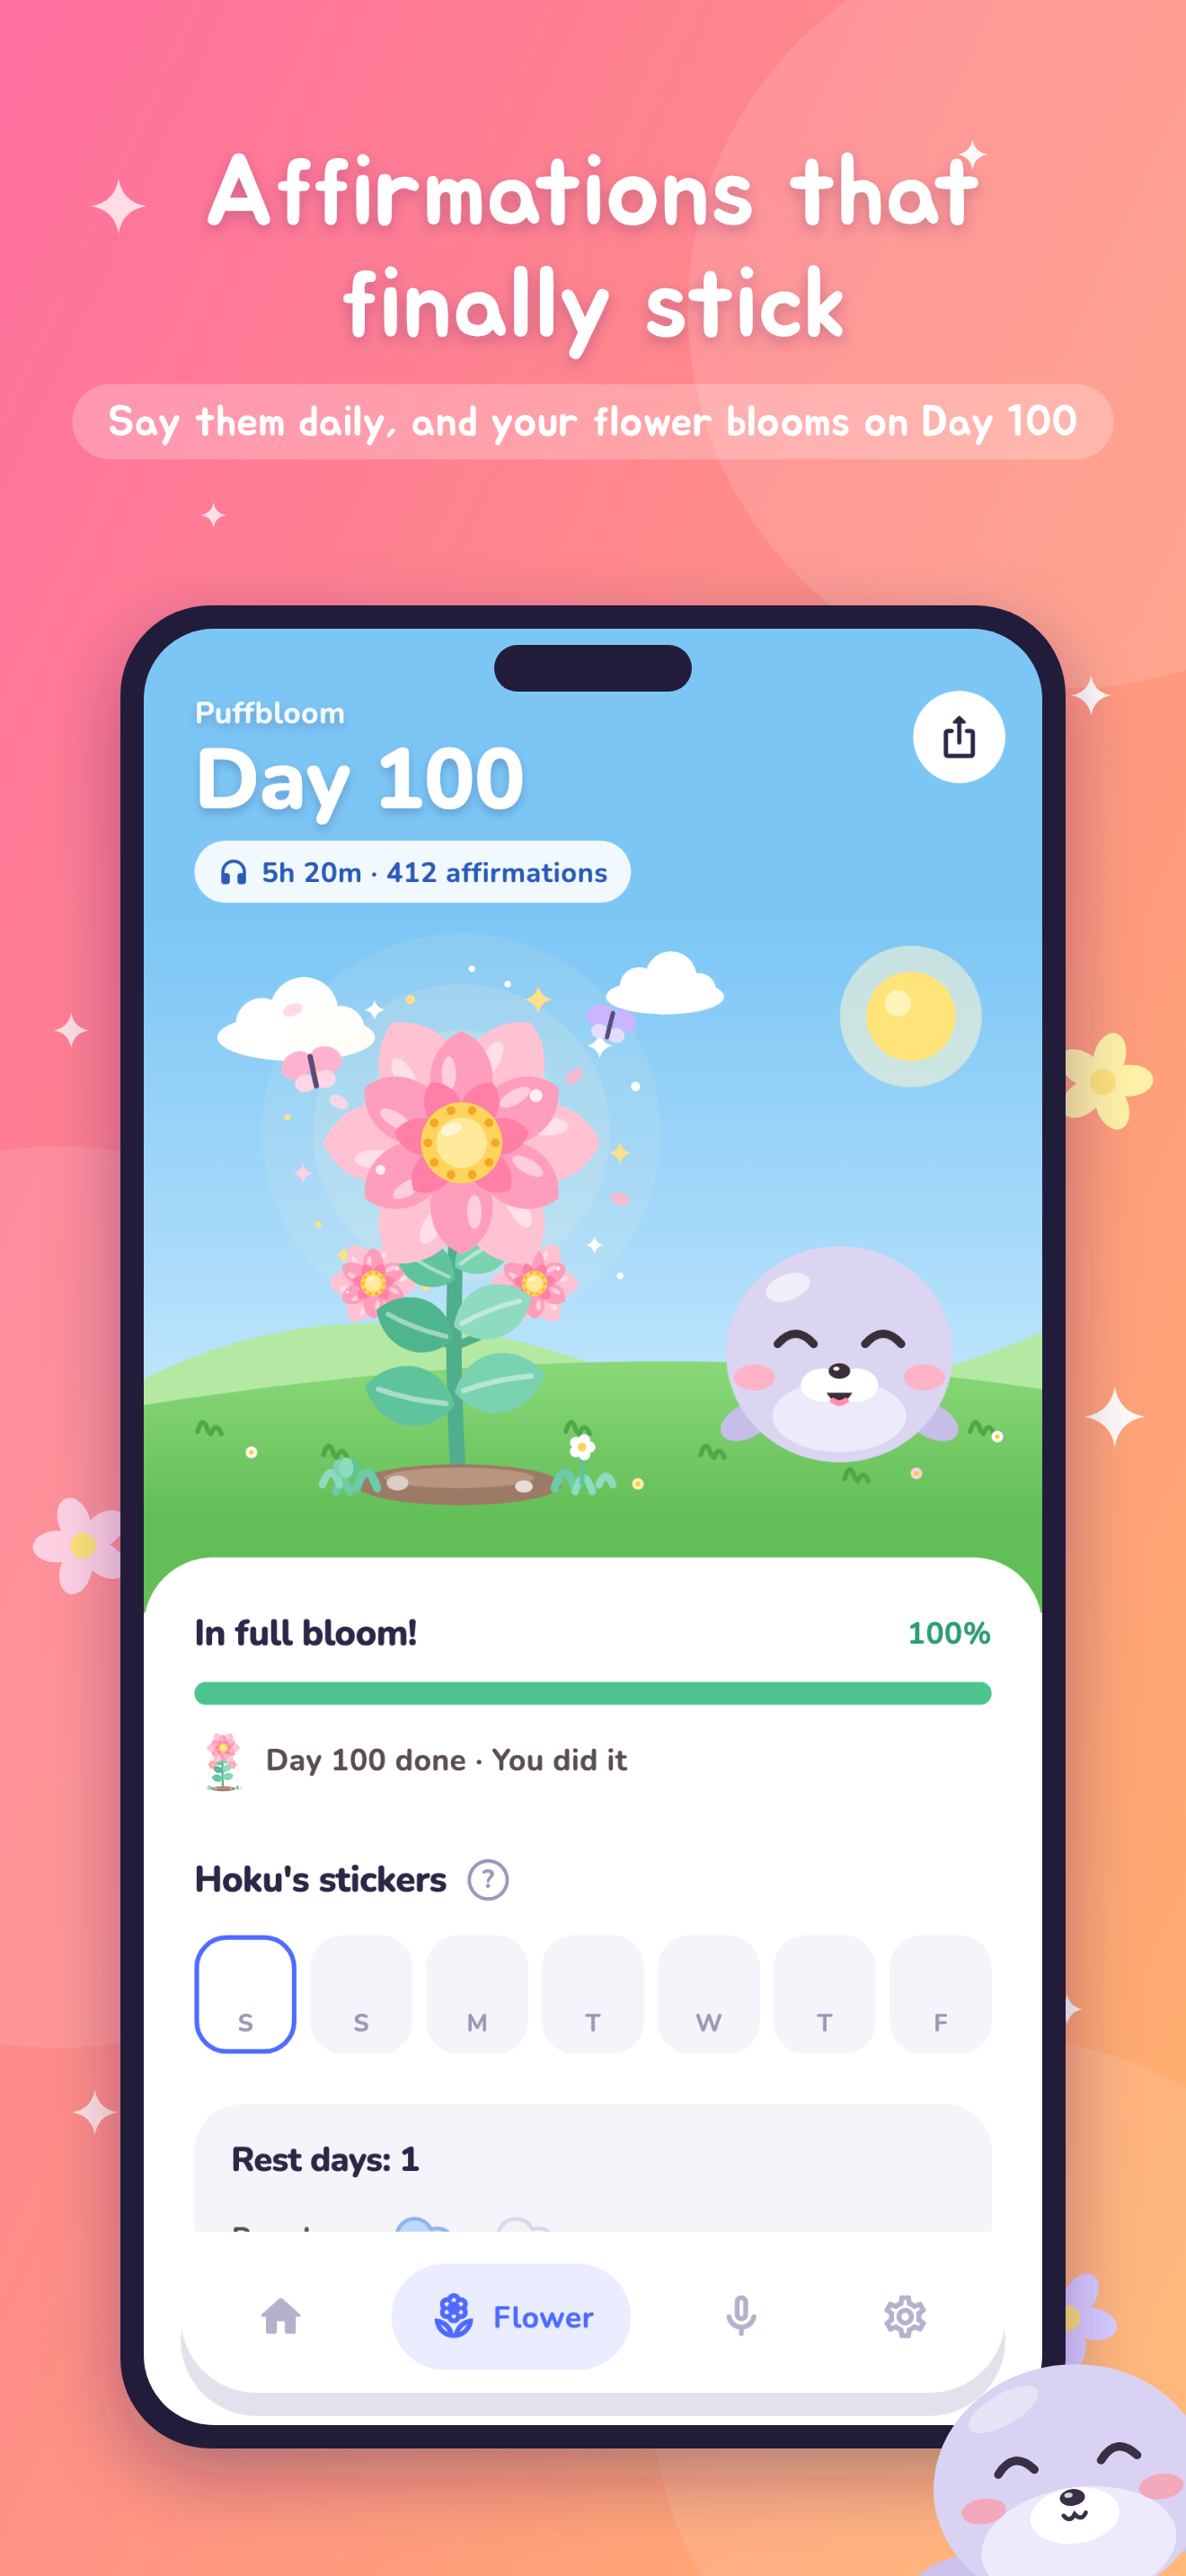 Affirmations that
finally stick
Say them daily, and your flower blooms on Day 100
Puffbloom
Day 100
5h 20m · 412 affirmations
In full bloom!
100%
Day 100 done · You did it
Hoku's stickers ?
S S M T W T F
Rest days: 1
Flower